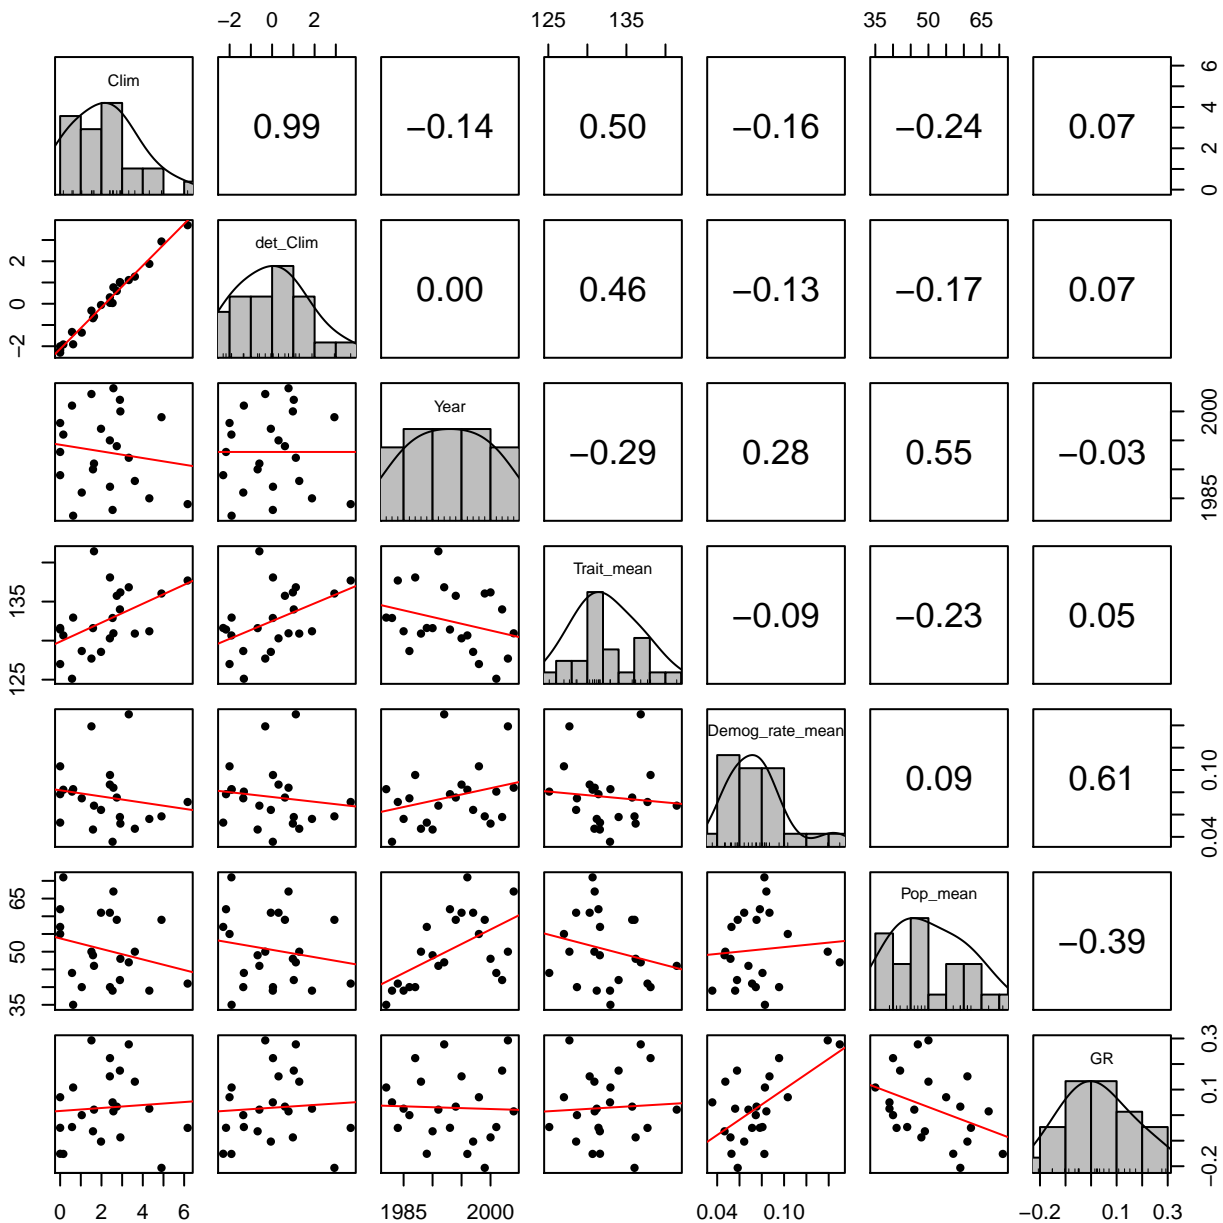 −2 0 2 125 135 35 50 65
Clim 0.99 −0.14 0.50 −0.16 −0.24 0.07 0 2 4 6
−2 0 2 det_Clim 0.00 0.46 −0.13 −0.17 0.07
Year −0.29 0.28 0.55 −0.03 1985 2000
125 135 Trait_mean −0.09 −0.23 0.05
Demog_rate_mean 0.09 0.61 0.04 0.10
35 50 65 Pop_mean −0.39
GR −0.2 0.1 0.3
0 2 4 6 1985 2000 0.04 0.10 −0.2 0.1 0.3